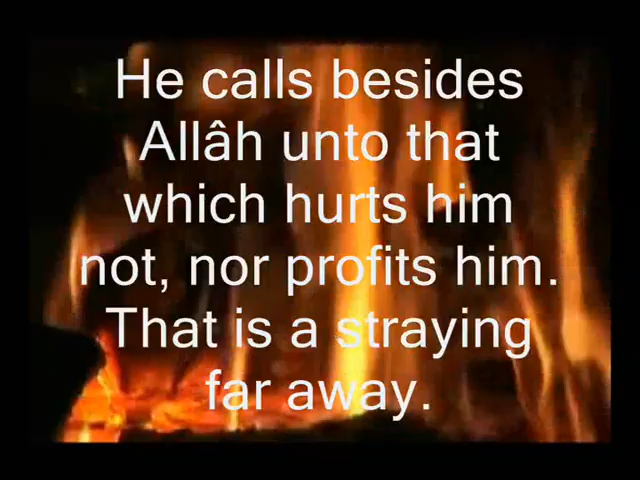 He calls besides
Allâh unto that
which hurts him
not, nor profits him.
That is a straying
far away.